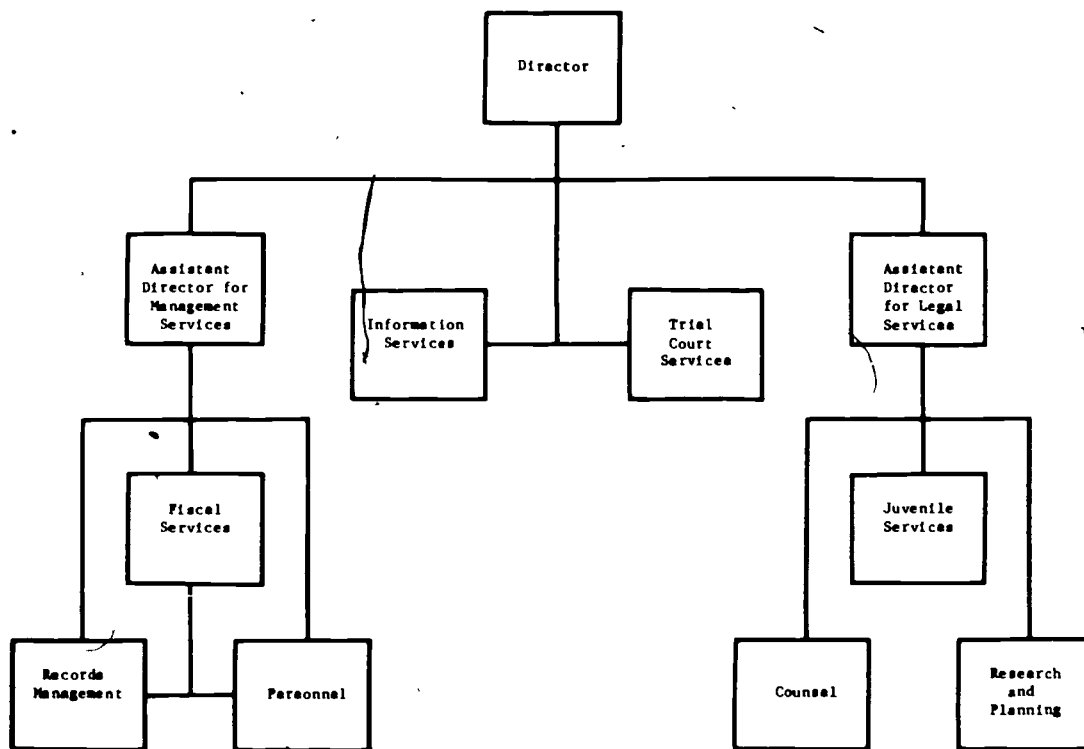 Director
Assistant
Director for
Management
Services
Information
Services
Trial
Court
Services
Assistant
Director
for Legal
Services
Fiscal
Services
Juvenile
Services
Records
Management
Personnel
Counsel
Research
and
Planning